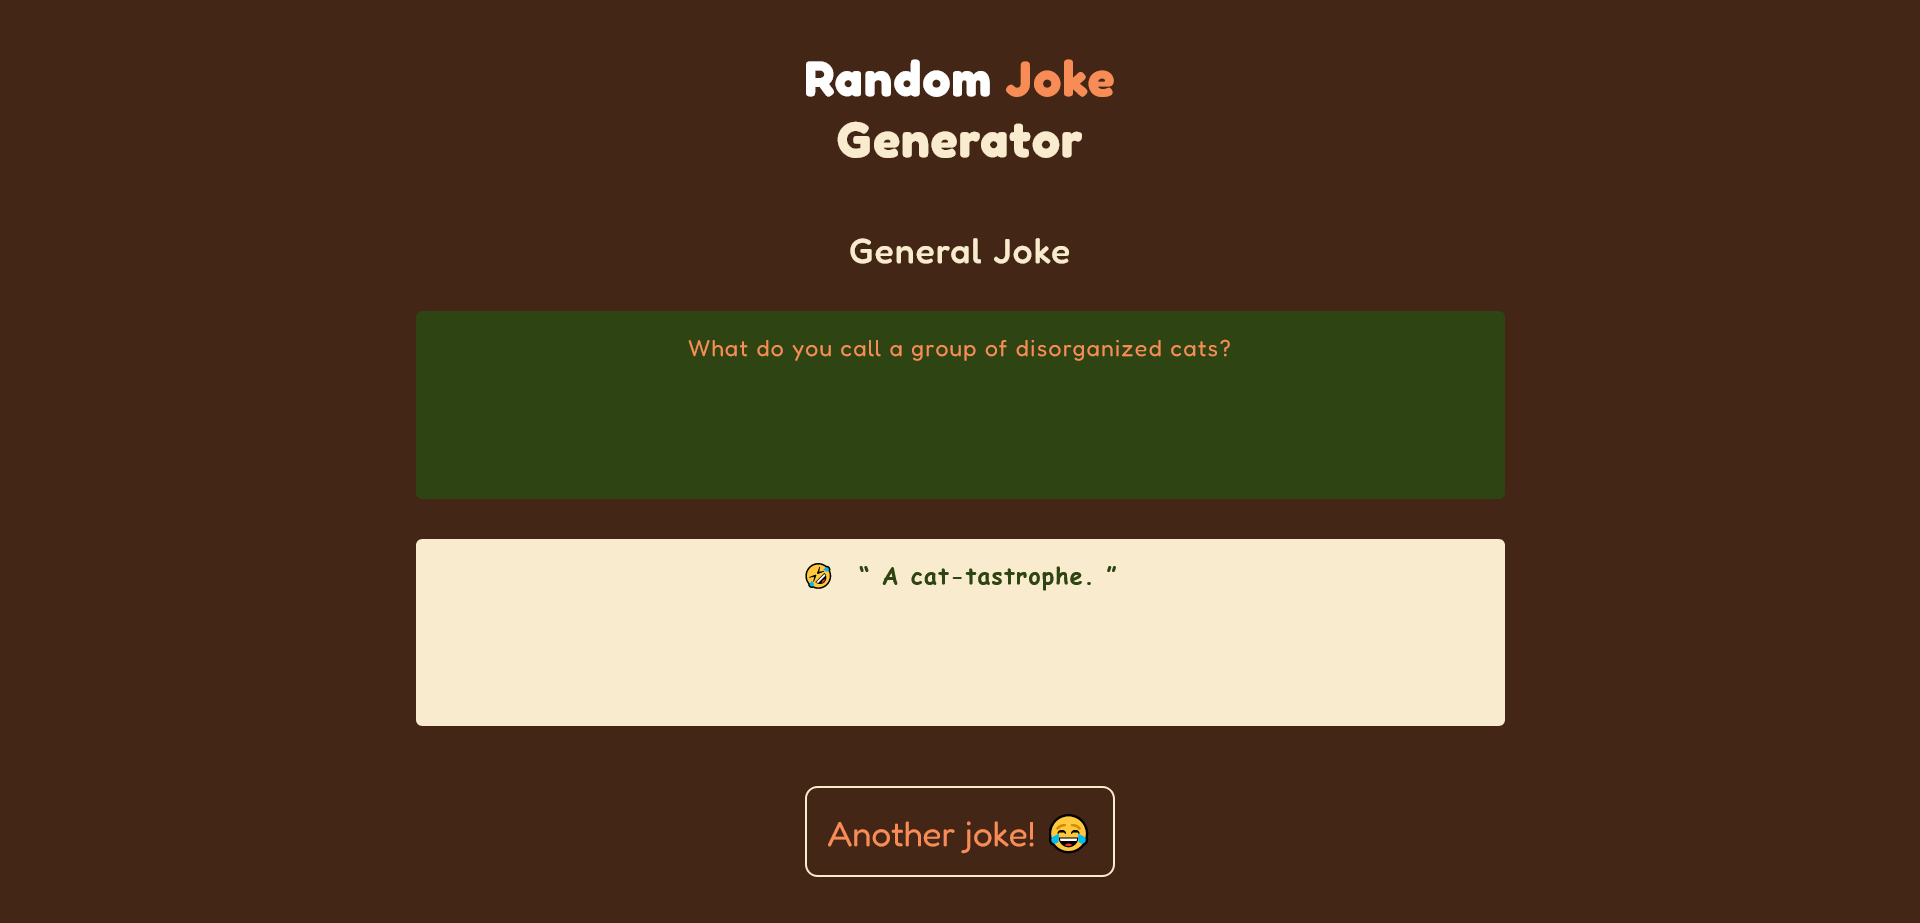 Random Joke
Generator
General Joke
What do you call a group of disorganized cats?
🤣 “ A cat-tastrophe. ”
Another joke! 😂